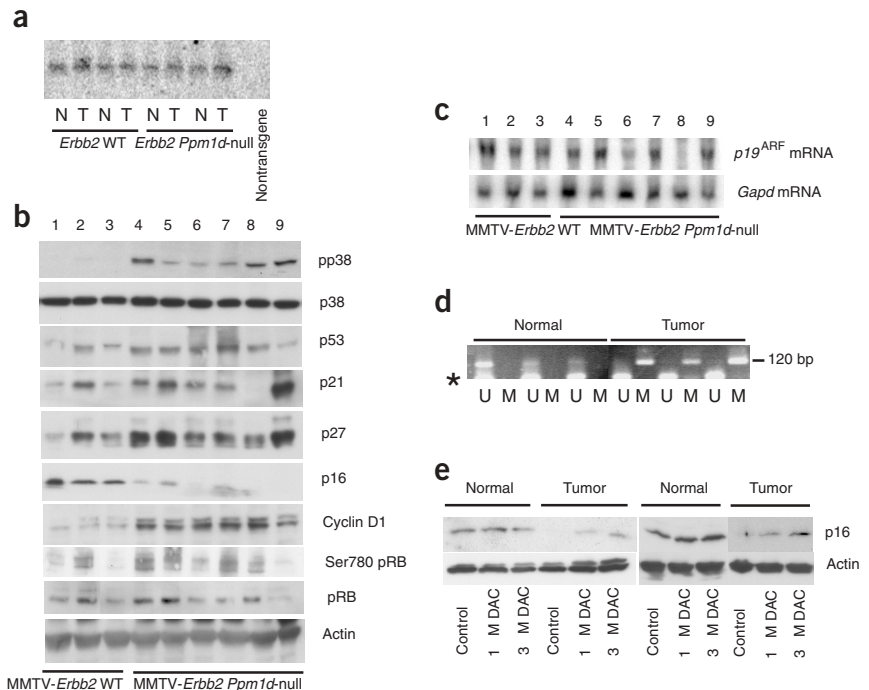 a
N T N T N T N T
Erbb2 WT Erbb2 Ppm1d-null
Nontransgene
b
1 2 3 4 5 6 7 8 9
pp38
p38
p53
p21
p27
p16
Cyclin D1
Ser780 pRB
pRB
Actin
MMTV-Erbb2 WT MMTV-Erbb2 Ppm1d-null
c
1 2 3 4 5 6 7 8 9
p19ARF mRNA
Gapd mRNA
MMTV-Erbb2 WT MMTV-Erbb2 Ppm1d-null
d
Normal Tumor
120 bp
*
U M U M U M U M U M U M
e
Normal Tumor Normal Tumor
p16
Actin
Control
1 M DAC
3 M DAC
Control
1 M DAC
3 M DAC
Control
1 M DAC
3 M DAC
Control
1 M DAC
3 M DAC